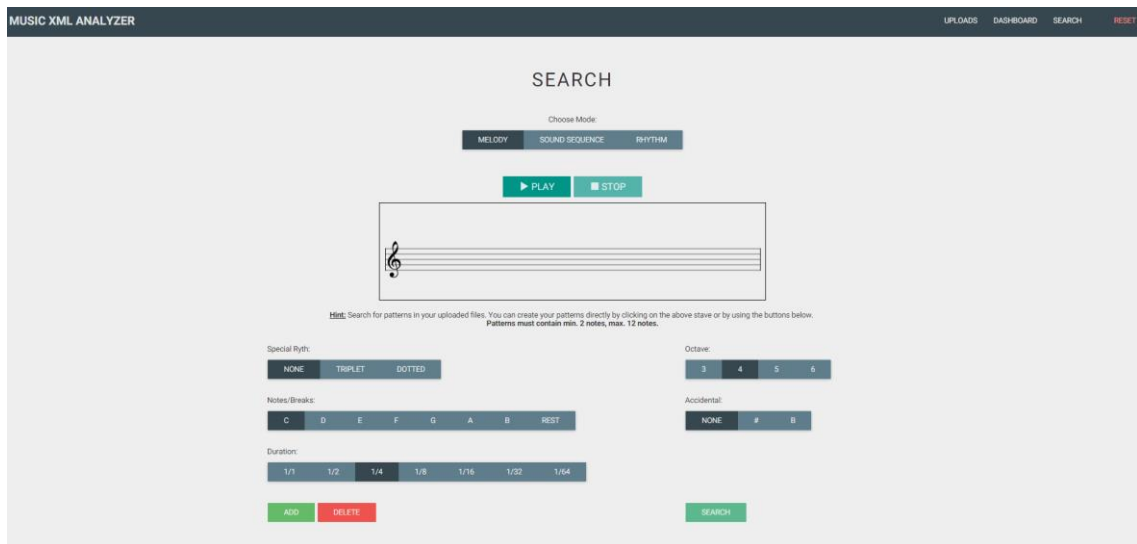 MUSIC XML ANALYZER
UPLOADS DASHBOARD SEARCH RESET
SEARCH
Choose Mode:
MELODY SOUND SEQUENCE RHYTHM
PLAY STOP
Hint: Search for patterns in your uploaded files. You can create your patterns directly by clicking on the above stave or by using the buttons below.
Patterns must contain min. 2 notes, max. 12 notes.
Special Ryth:
NONE TRIPLET DOTTED
Octave:
3 4 5 6
Notes/Breaks:
C D E F G A B REST
Accidental:
NONE # B
Duration:
1/1 1/2 1/4 1/8 1/16 1/32 1/64
ADD DELETE
SEARCH